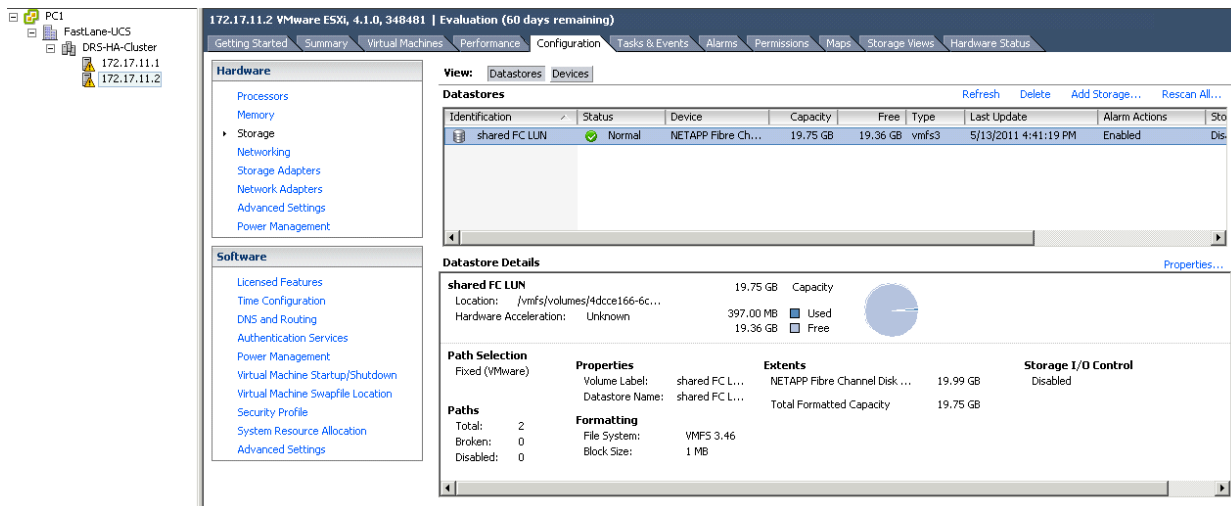 PC1
FastLane-UCS
DRS-HA-Cluster
172.17.11.1
172.17.11.2
172.17.11.2 VMware ESXi, 4.1.0, 348481 | Evaluation (60 days remaining)
Getting Started Summary Virtual Machines Performance Configuration Tasks & Events Alarms Permissions Maps Storage Views Hardware Status
Hardware
Processors
Memory
Storage
Networking
Storage Adapters
Network Adapters
Advanced Settings
Power Management
Software
Licensed Features
Time Configuration
DNS and Routing
Authentication Services
Power Management
Virtual Machine Startup/Shutdown
Virtual Machine Swapfile Location
Security Profile
System Resource Allocation
Advanced Settings
View: Datastores Devices
Datastores Refresh Delete Add Storage... Rescan All...
Identification Status Device Capacity Free Type Last Update Alarm Actions Sto
shared FC LUN Normal NETAPP Fibre Ch... 19.75 GB 19.36 GB vmfs3 5/13/2011 4:41:19 PM Enabled Dis
Datastore Details Properties...
shared FC LUN 19.75 GB Capacity
Location: /vmfs/volumes/4dcce166-6c...
Hardware Acceleration: Unknown
397.00 MB Used
19.36 GB Free
Path Selection
Fixed (VMware)
Paths
Total: 2
Broken: 0
Disabled: 0
Properties
Volume Label: shared FC L...
Datastore Name: shared FC L...
Formatting
File System: VMFS 3.46
Block Size: 1 MB
Extents
NETAPP Fibre Channel Disk ... 19.99 GB
Total Formatted Capacity 19.75 GB
Storage I/O Control
Disabled